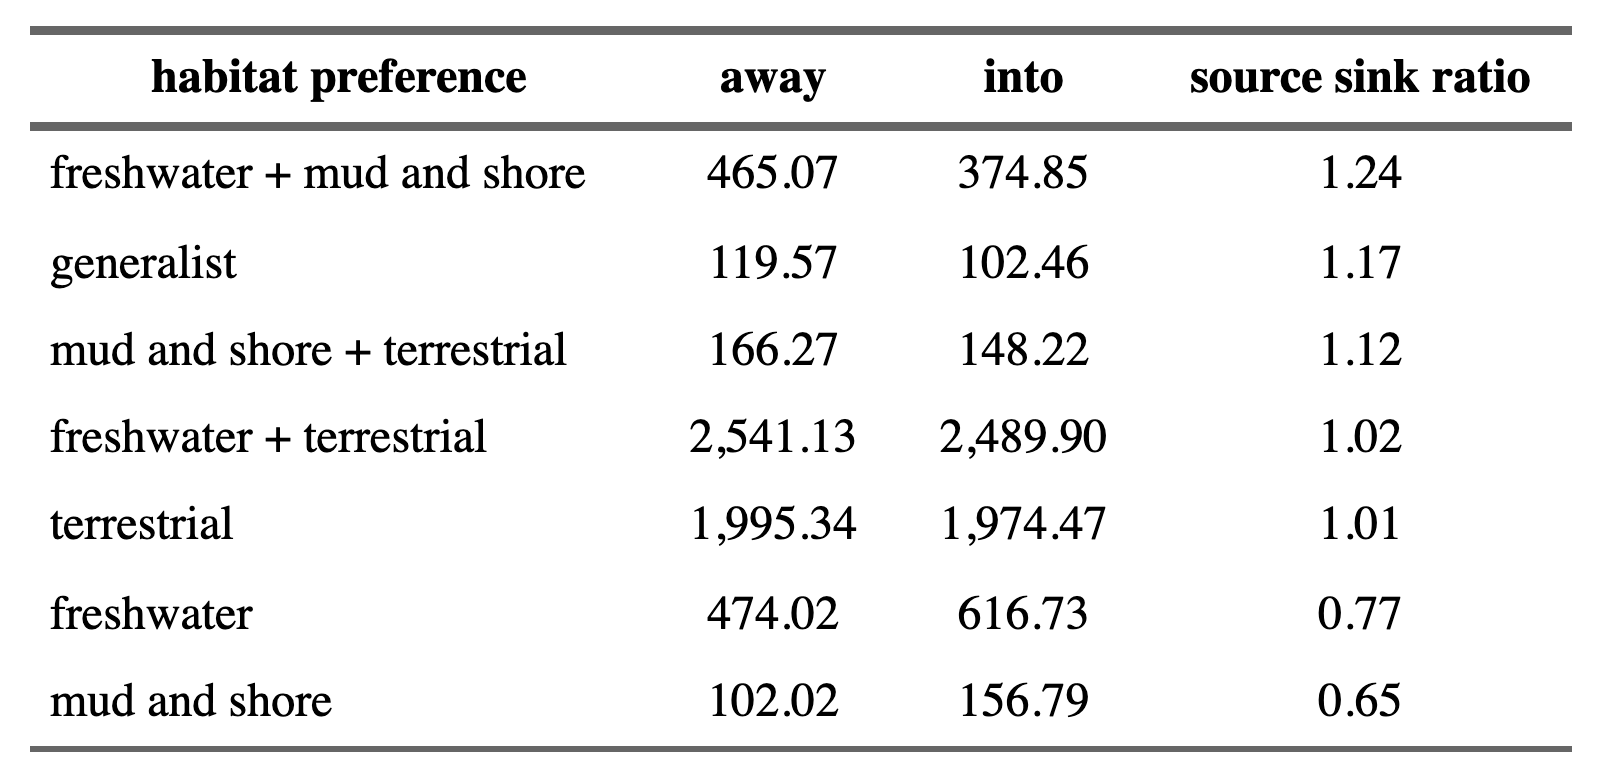 habitat preference away into source sink ratio
freshwater + mud and shore 465.07 374.85 1.24
generalist 119.57 102.46 1.17
mud and shore + terrestrial 166.27 148.22 1.12
freshwater + terrestrial 2,541.13 2,489.90 1.02
terrestrial 1,995.34 1,974.47 1.01
freshwater 474.02 616.73 0.77
mud and shore 102.02 156.79 0.65